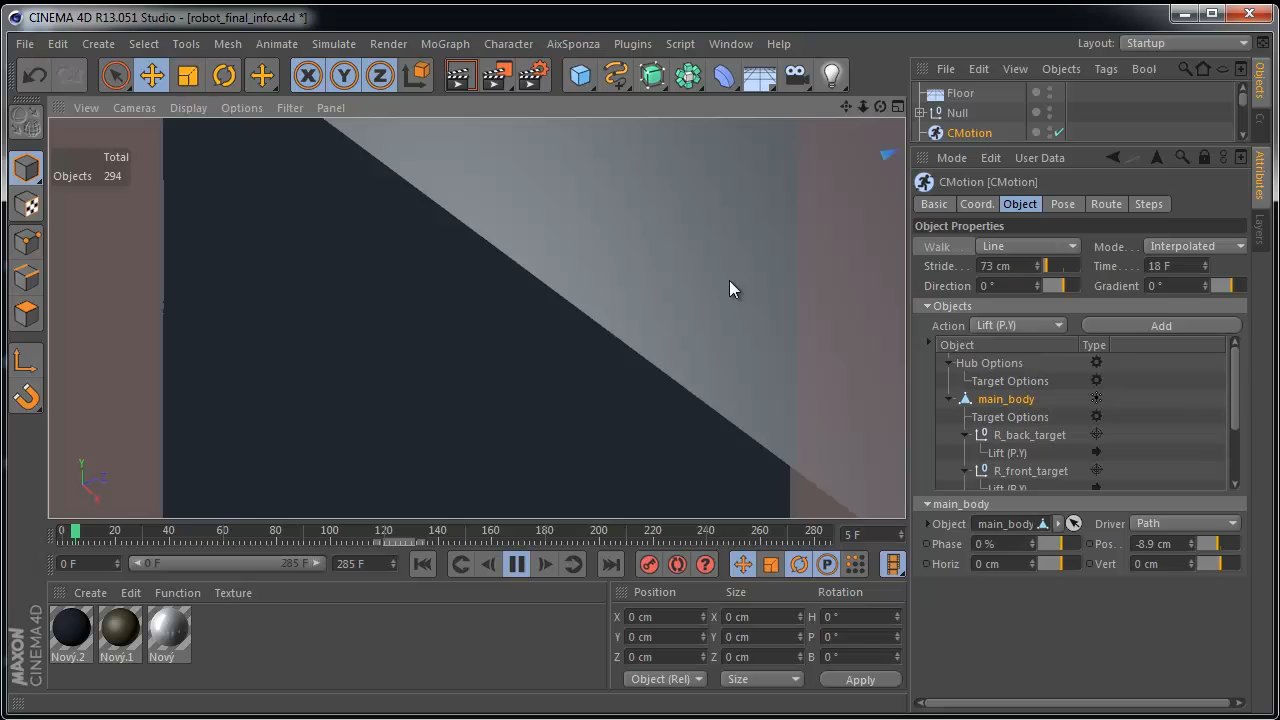 CINEMA 4D R13.051 Studio - [robot_final_info.c4d *]
File Edit Create Select Tools Mesh Animate Simulate Render MoGraph Character AixSponza Plugins Script Window Help
Layout: Startup
View Cameras Display Options Filter Panel
Total
Objects 294
Y
Z
X
File Edit View Objects Tags Bool
Floor
Null
CMotion
Objects
Mode Edit User Data
Attributes
Layers
CMotion [CMotion]
Basic Coord. Object Pose Route Steps
Object Properties
Walk Line Mode. . . Interpolated
Stride. . . 73 cm Time. . . . 18 F
Direction 0 ° Gradient 0 °
Objects
Action Lift (P.Y) Add
Object Type
Hub Options
Target Options
main_body
Target Options
R_back_target
Lift (P.Y)
R_front_target
Lift (P.Y)
main_body
Object main_body Driver Path
Phase 0 % Pos. . -8.9 cm
Horiz 0 cm Vert 0 cm
0 20 40 60 80 100 120 140 160 180 200 220 240 260 280 5 F
0 F 0 F 285 F 285 F
Create Edit Function Texture
Nový.2 Nový.1 Nový
Position Size Rotation
X 0 cm X 0 cm H 0 °
Y 0 cm Y 0 cm P 0 °
Z 0 cm Z 0 cm B 0 °
Object (Rel) Size Apply
MAXON
CINEMA 4D